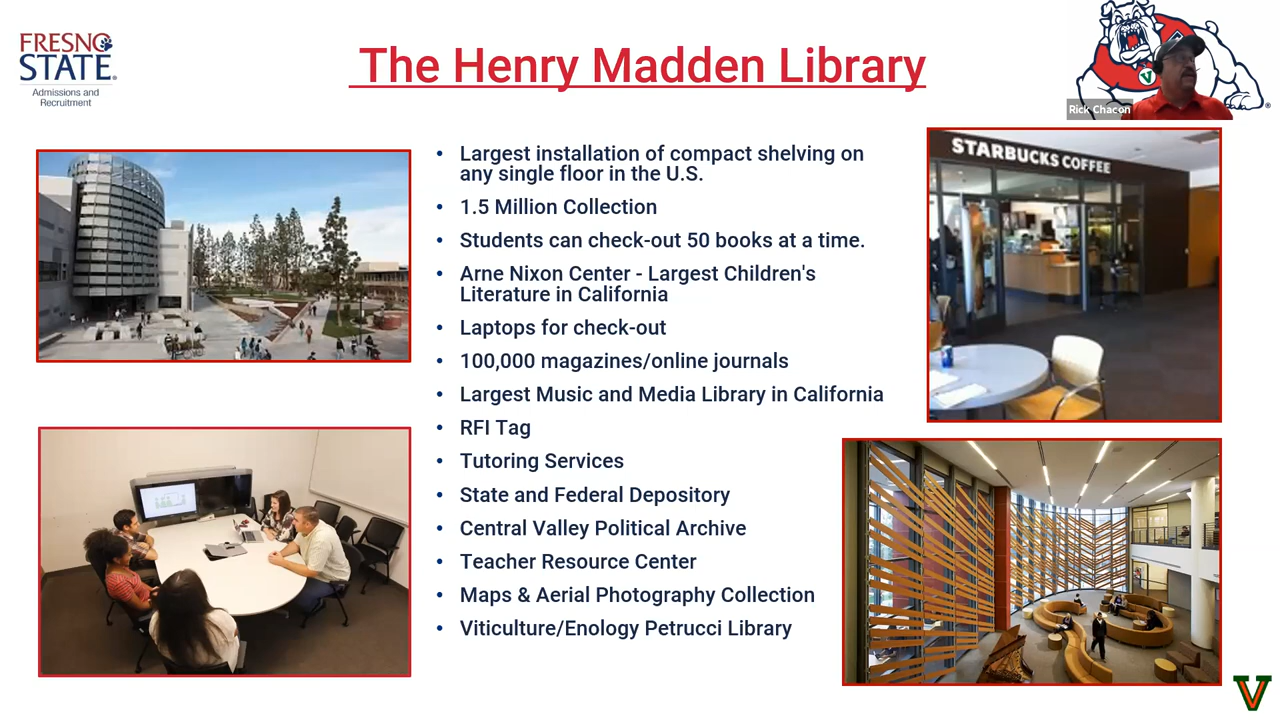 FRESNO
STATE®
Admissions and
Recruitment
The Henry Madden Library
V
Rick Chacon
®
• Largest installation of compact shelving on
any single floor in the U.S.
• 1.5 Million Collection
• Students can check-out 50 books at a time.
• Arne Nixon Center - Largest Children's
Literature in California
• Laptops for check-out
• 100,000 magazines/online journals
• Largest Music and Media Library in California
• RFI Tag
• Tutoring Services
• State and Federal Depository
• Central Valley Political Archive
• Teacher Resource Center
• Maps & Aerial Photography Collection
• Viticulture/Enology Petrucci Library
STARBUCKS COFFEE
V